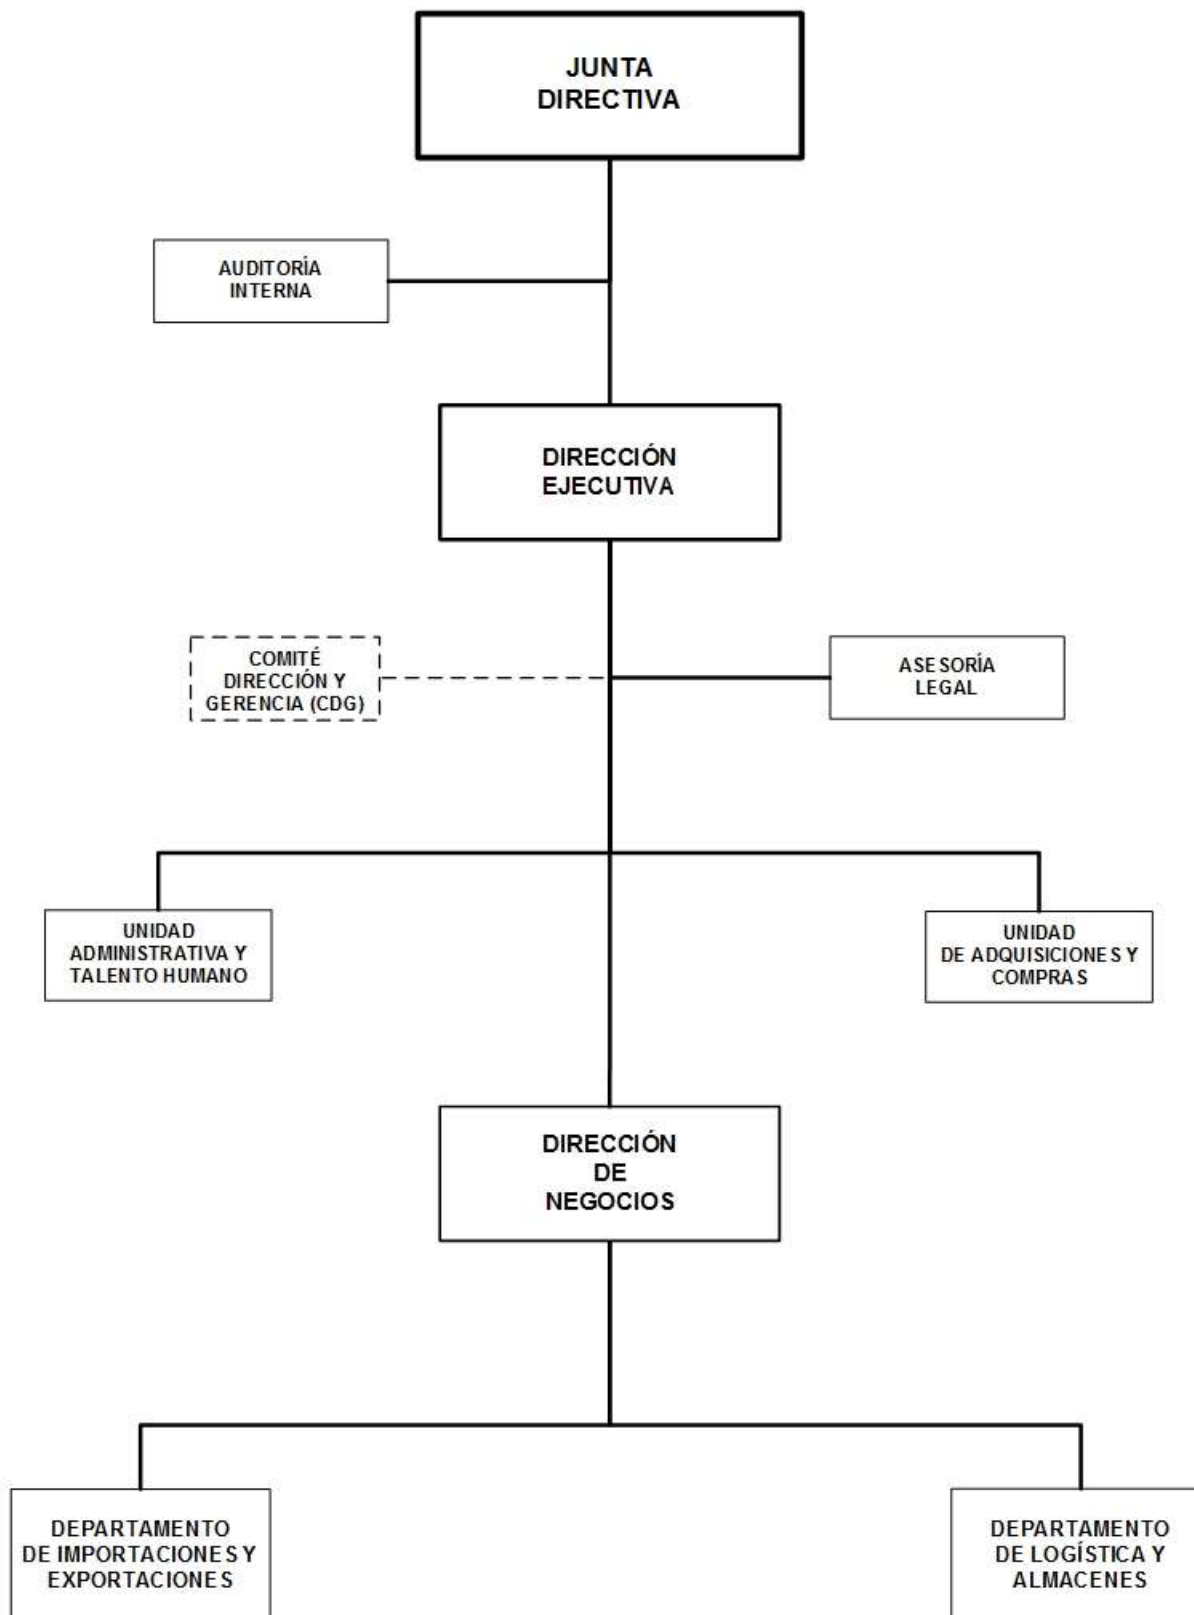 JUNTA
DIRECTIVA
AUDITORÍA
INTERNA
DIRECCIÓN
EJECUTIVA
COMITÉ
DIRECCIÓN Y
GERENCIA (CDG)
ASESORÍA
LEGAL
UNIDAD
ADMINISTRATIVA Y
TALENTO HUMANO
UNIDAD
DE ADQUISICIONES Y
COMPRAS
DIRECCIÓN
DE
NEGOCIOS
DEPARTAMENTO
DE IMPORTACIONES Y
EXPORTACIONES
DEPARTAMENTO
DE LOGÍSTICA Y
ALMACENES